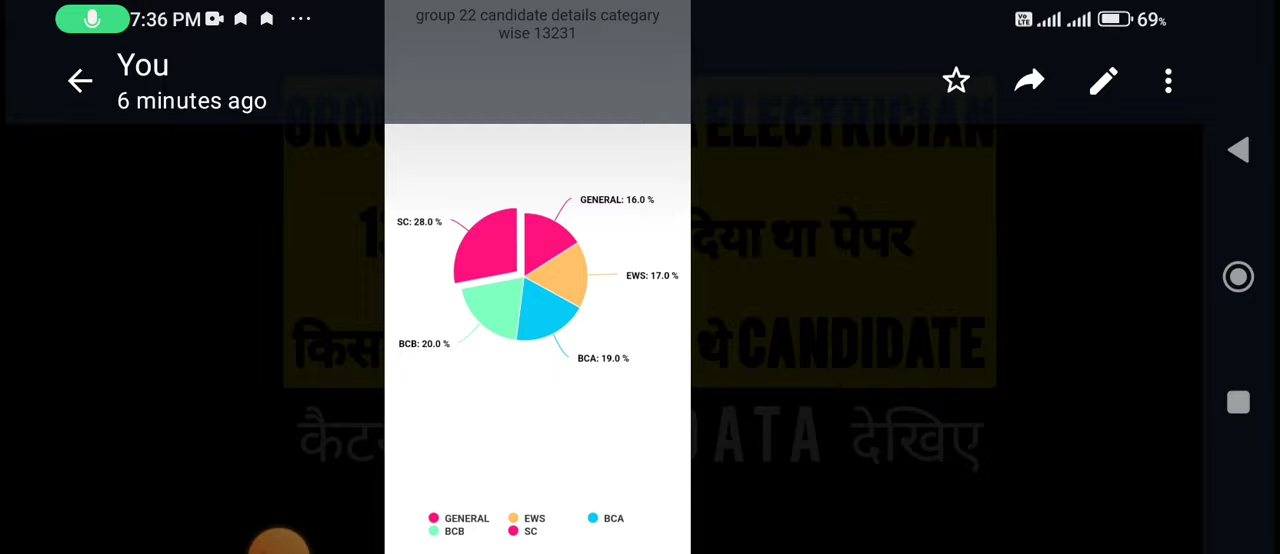 7:36 PM
69%
You
6 minutes ago
group 22 candidate details categary
wise 13231
ELECTRICIAN
दिया था पेपर
थे CANDIDATE
DATA देखिए
GENERAL: 16.0 %
SC: 28.0 %
EWS: 17.0 %
BCB: 20.0 %
BCA: 19.0 %
GENERAL
EWS
BCA
BCB
SC